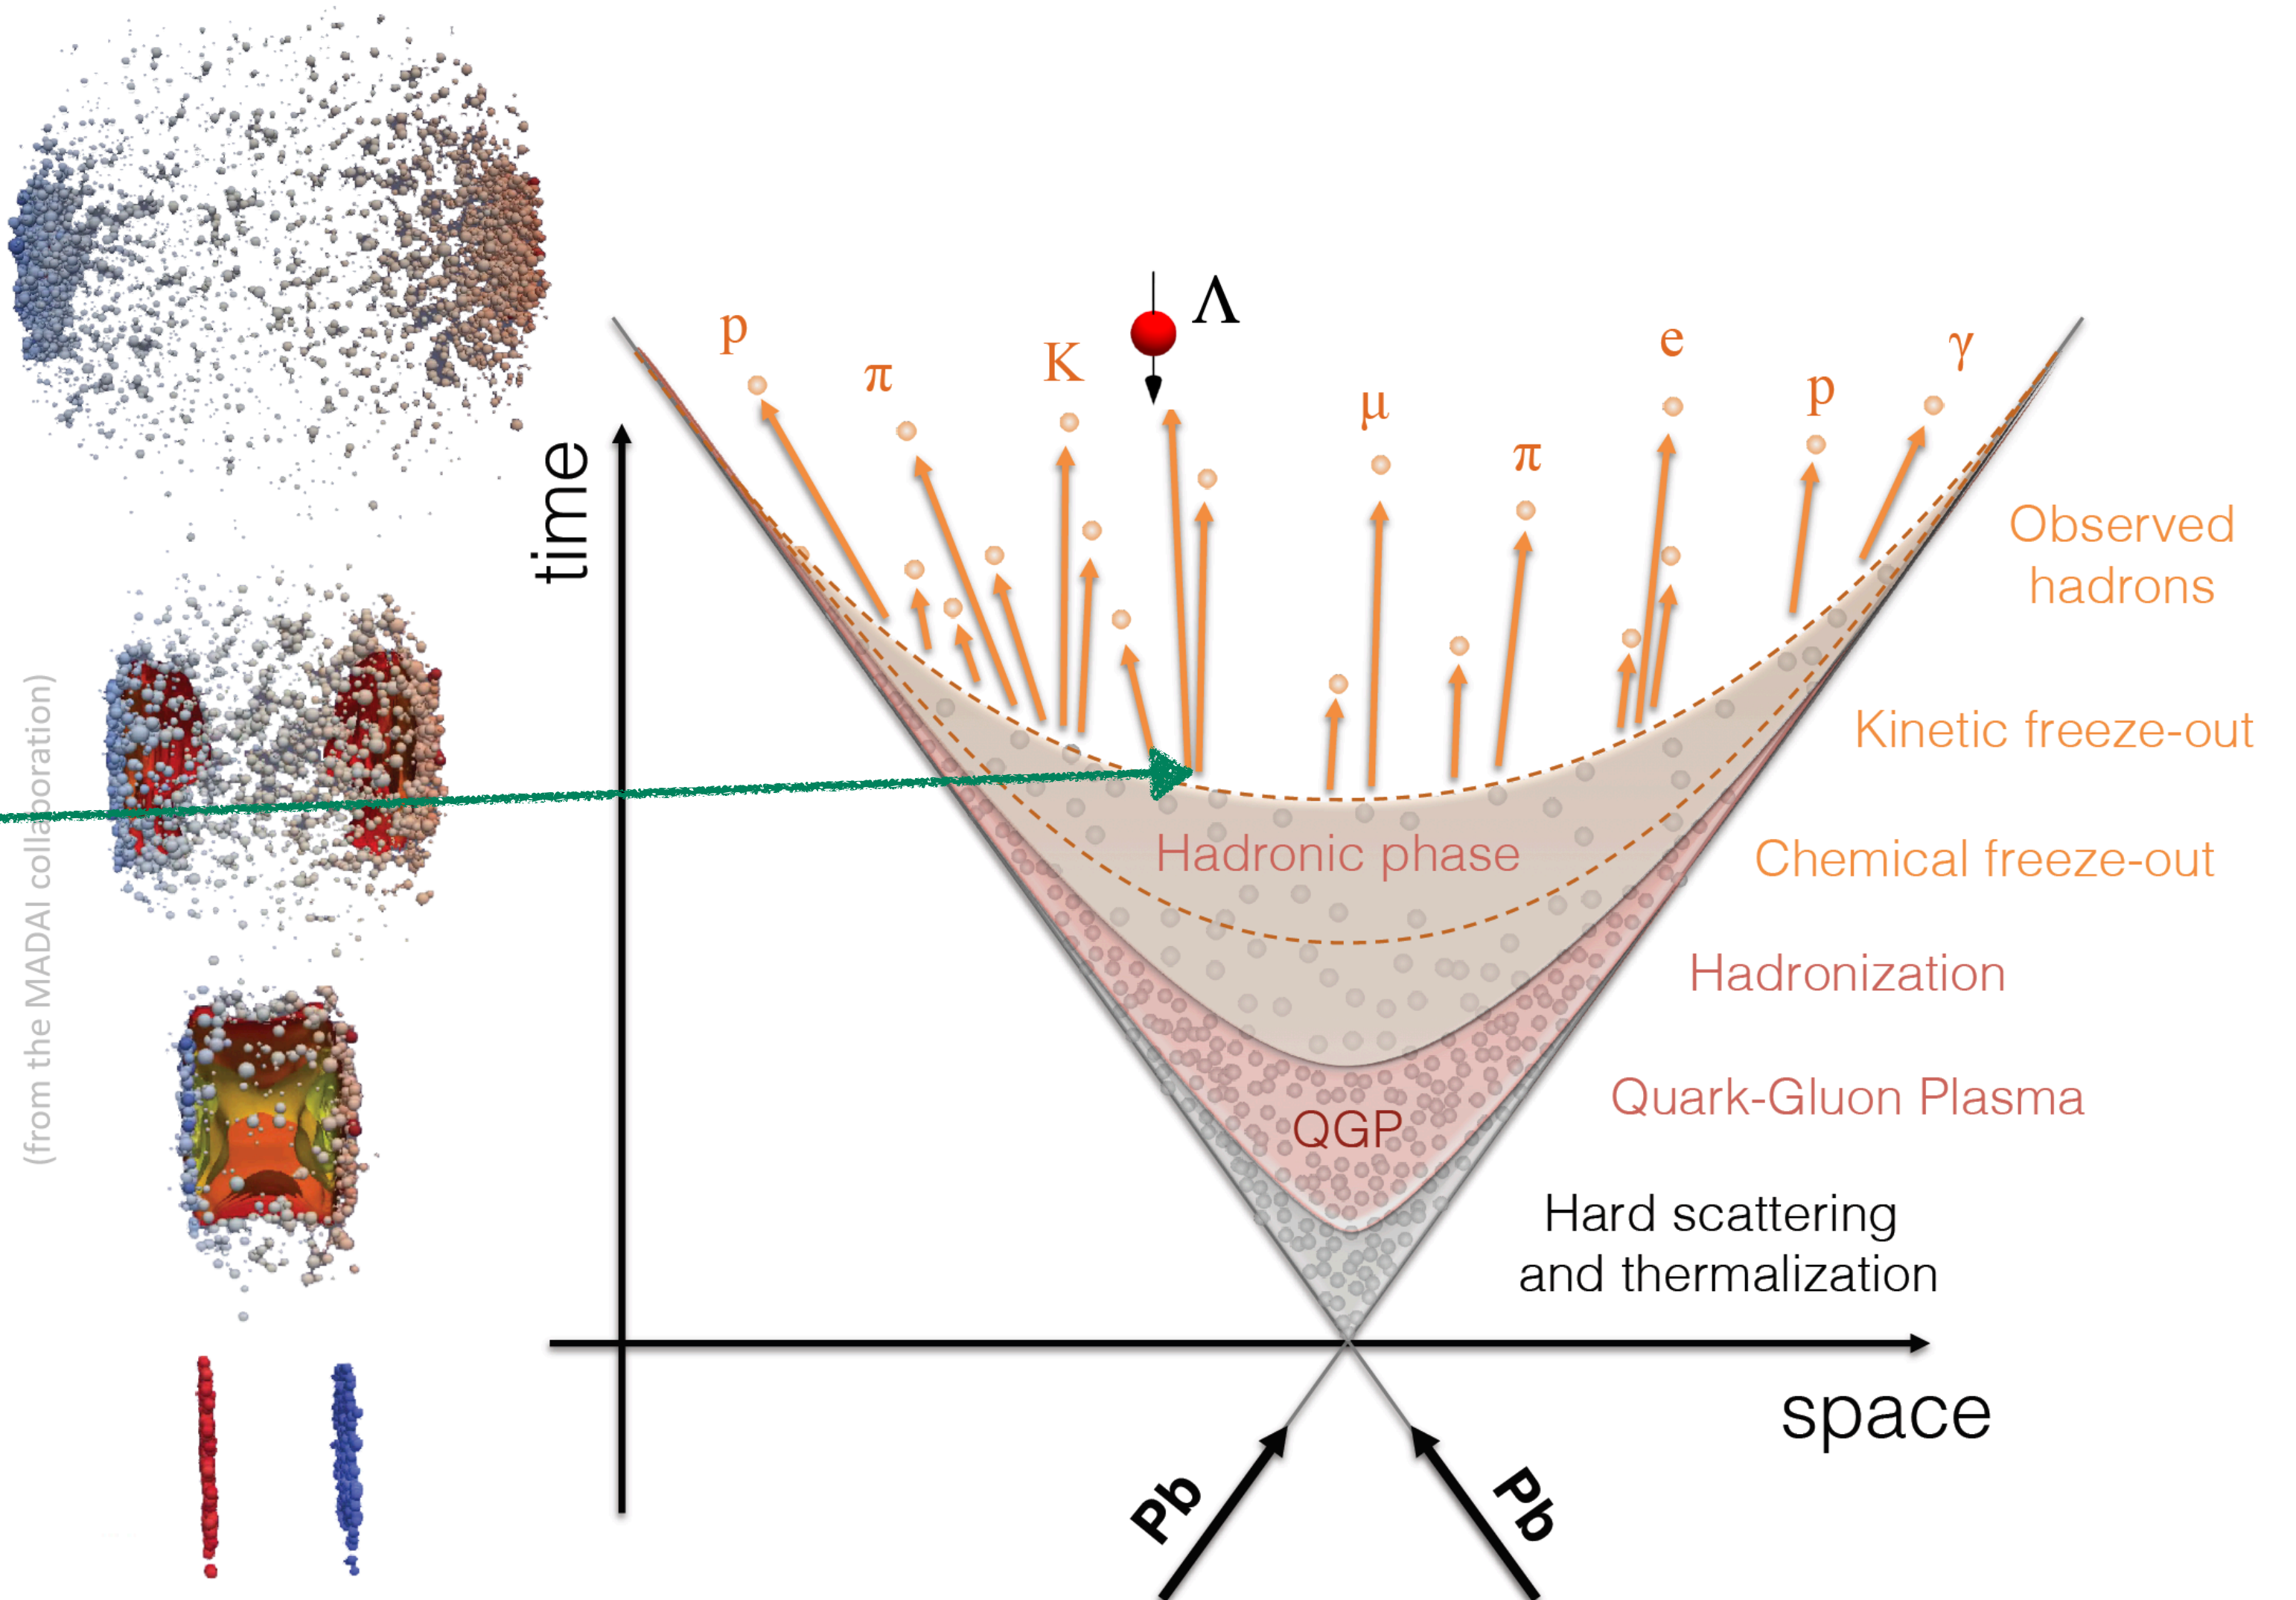 Λ
p
π
K
μ
π
e
p
γ
time
Observed
hadrons
Kinetic freeze-out
Hadronic phase
Chemical freeze-out
Hadronization
Quark-Gluon Plasma
QGP
Hard scattering
and thermalization
space
Pb
Pb
(from the MADAI collaboration)